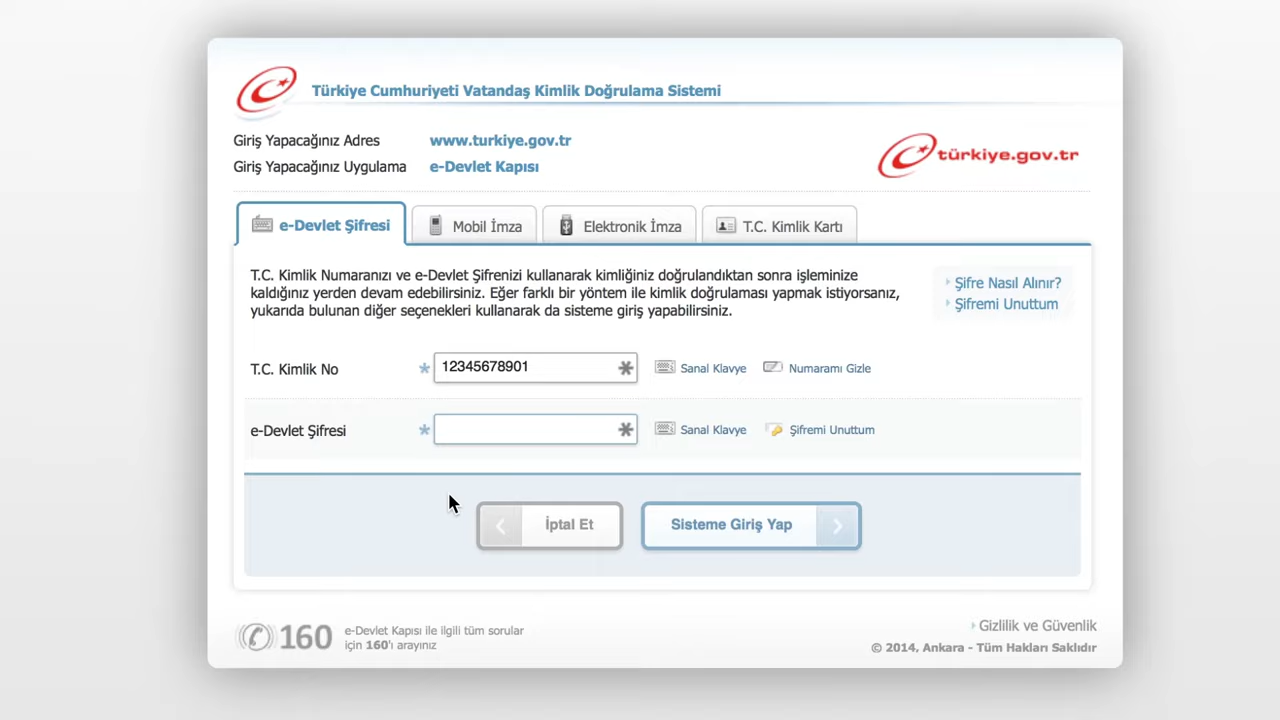 Türkiye Cumhuriyeti Vatandaş Kimlik Doğrulama Sistemi
Giriş Yapacağınız Adres www.turkiye.gov.tr
Giriş Yapacağınız Uygulama e-Devlet Kapısı
türkiye.gov.tr
e-Devlet Şifresi Mobil İmza Elektronik İmza T.C. Kimlik Kartı
T.C. Kimlik Numaranızı ve e-Devlet Şifrenizi kullanarak kimliğiniz doğrulandıktan sonra işleminize
kaldığınız yerden devam edebilirsiniz. Eğer farklı bir yöntem ile kimlik doğrulaması yapmak istiyorsanız,
yukarıda bulunan diğer seçenekleri kullanarak da sisteme giriş yapabilirsiniz.
Şifre Nasıl Alınır?
Şifremi Unuttum
T.C. Kimlik No * 12345678901 Sanal Klavye Numaramı Gizle
e-Devlet Şifresi * Sanal Klavye Şifremi Unuttum
İptal Et Sisteme Giriş Yap
160 e-Devlet Kapısı ile ilgili tüm sorular
için 160'ı arayınız
Gizlilik ve Güvenlik
© 2014, Ankara - Tüm Hakları Saklıdır